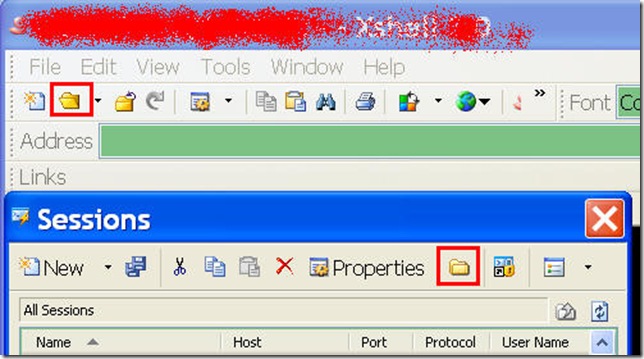 File Edit View Tools Window Help
» Font Co
Address
Links
Sessions
New Properties
All Sessions
Name Host Port Protocol User Name